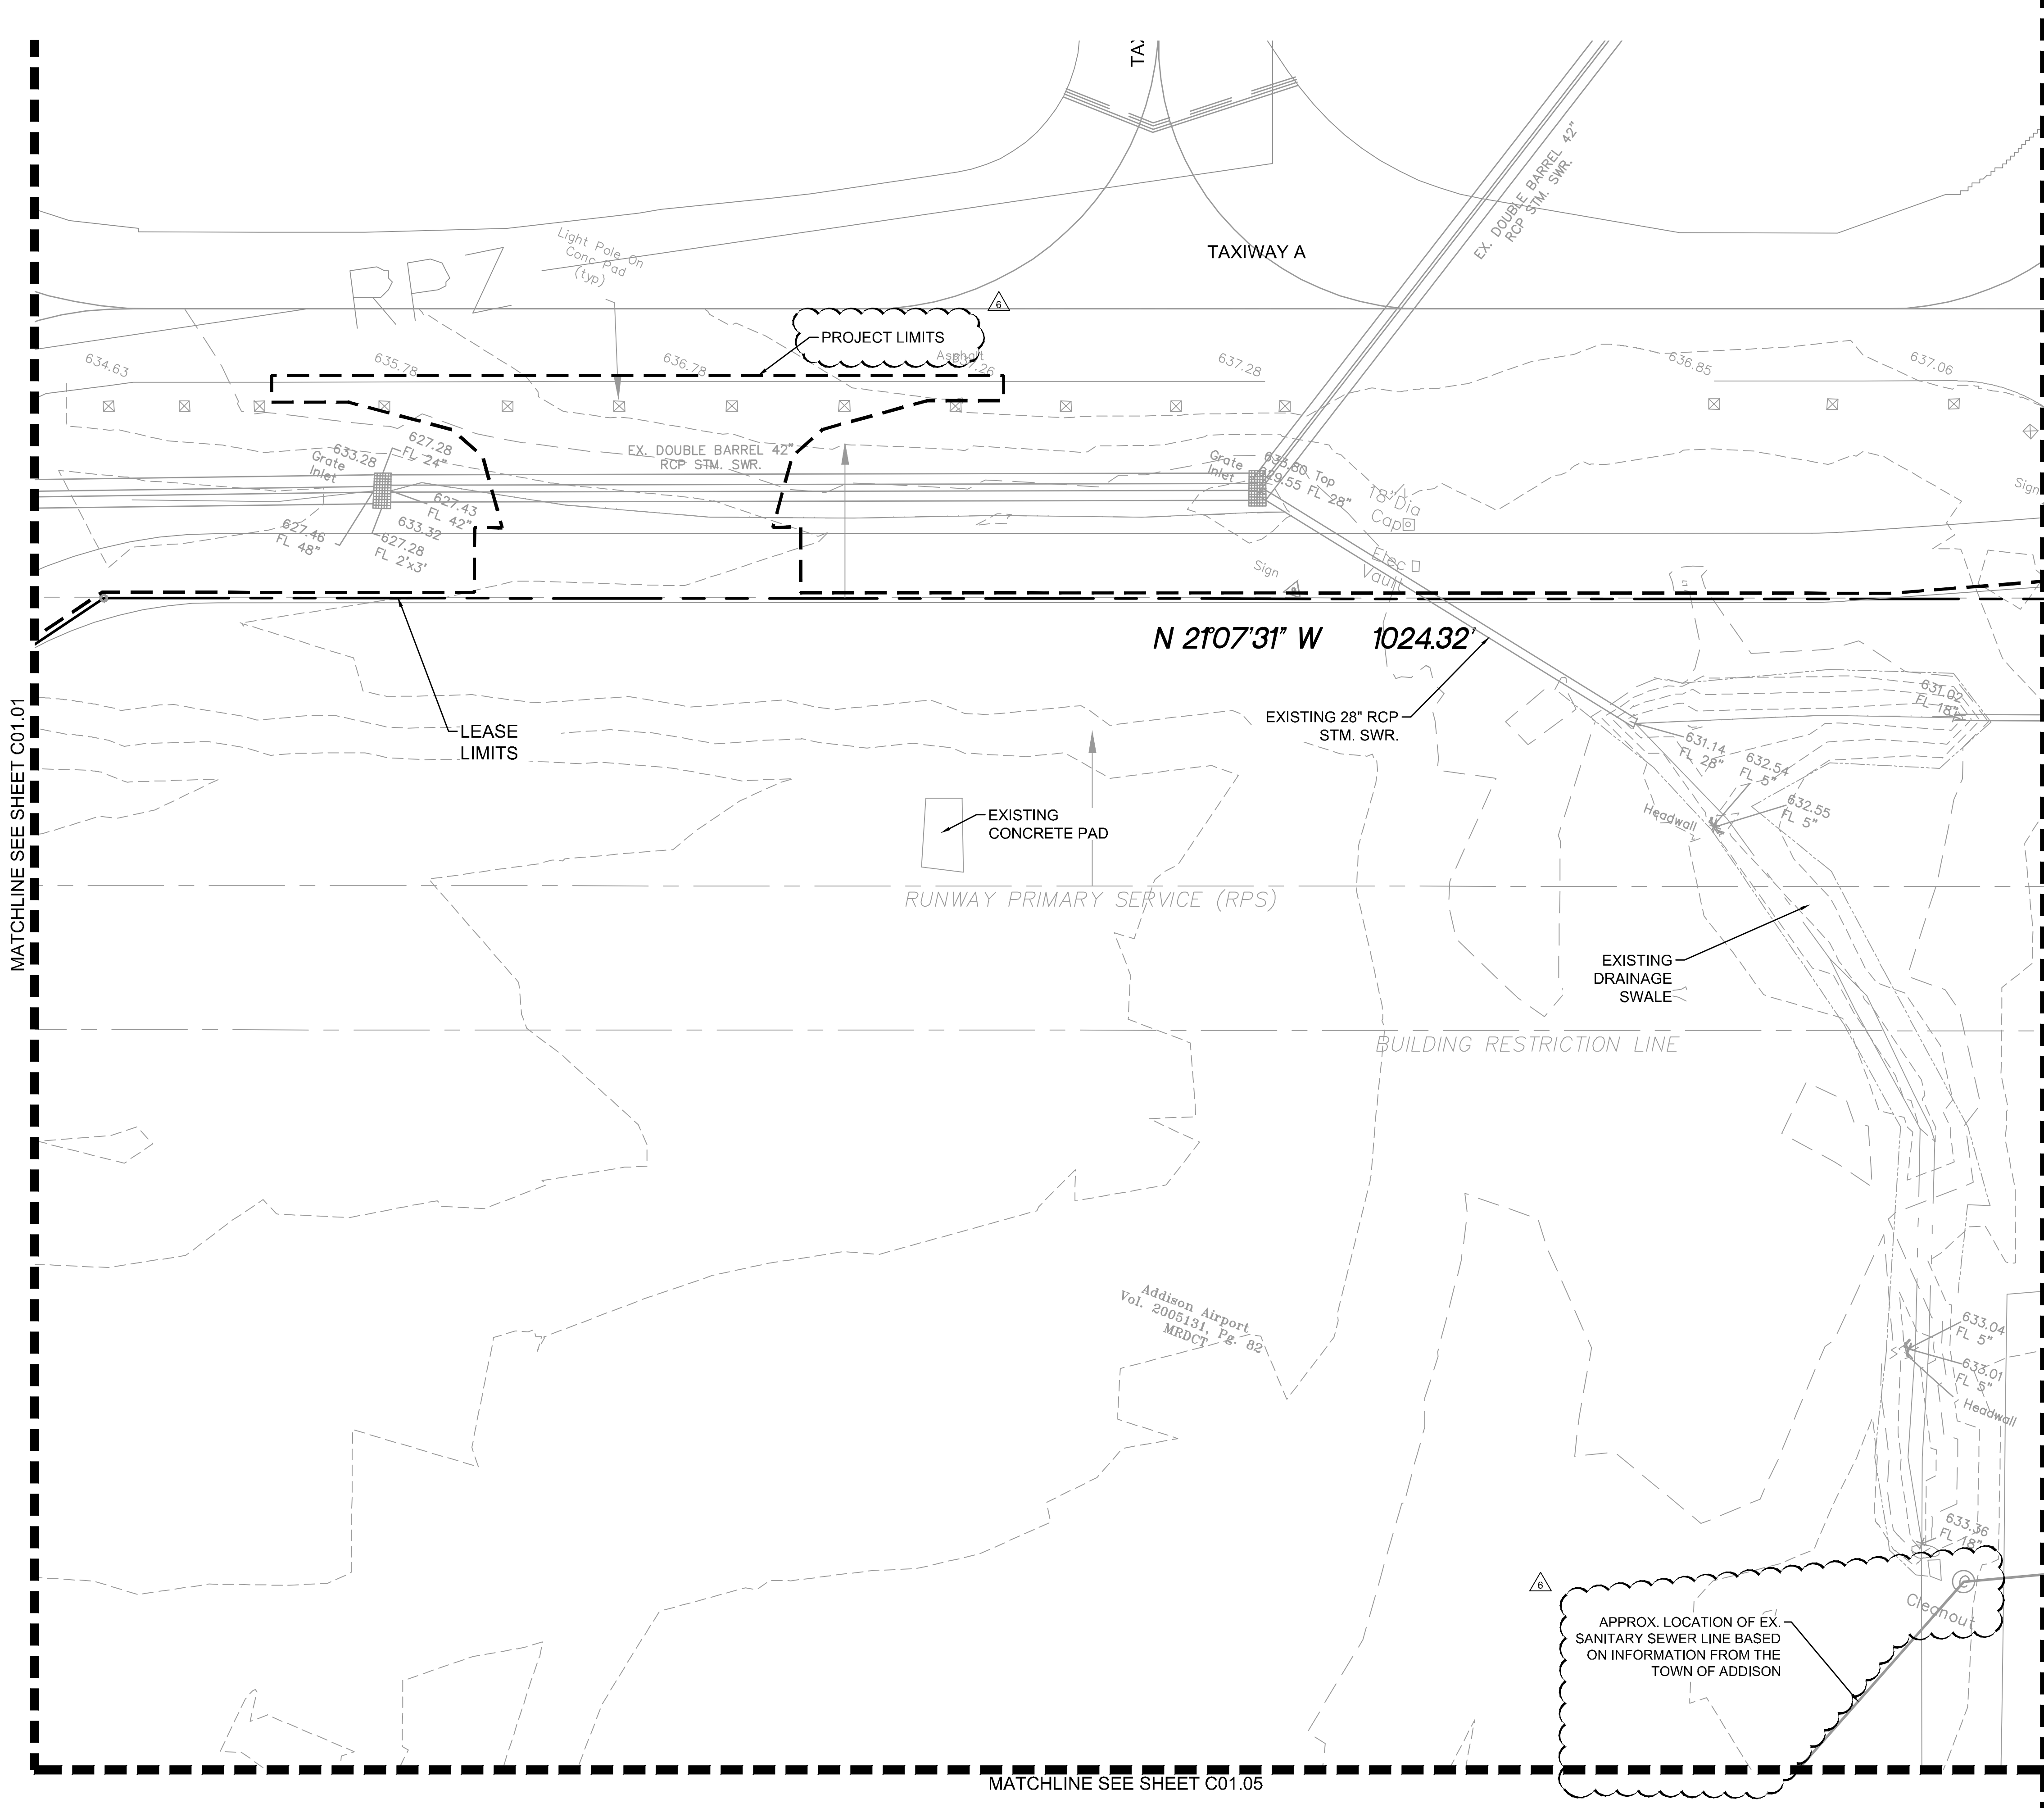 TAXIWAY A
EX. DOUBLE BARREL 42"
RCP STM. SWR.
Light Pole On
Conc Pad
(typ)
RPZ
6
PROJECT LIMITS
Asphalt
634.63
635.78
636.78
637.28
636.85
637.06
EX. DOUBLE BARREL 42"
RCP STM. SWR.
627.28
FL 24"
633.28
Grate
Inlet
627.43
FL 42"
633.32
627.28
FL 2'x3'
627.46
FL 48"
Grate
Inlet
Top
FL 28"
18" Dia
Cap
Elec
Vault
Sign
Sign
N 21°07'31" W 1024.32'
LEASE
LIMITS
EXISTING 28" RCP
STM. SWR.
631.02
FL 18"
631.14
FL 28"
632.54
FL 5"
632.55
FL 5"
Headwall
EXISTING
CONCRETE PAD
MATCHLINE SEE SHEET C01.01
RUNWAY PRIMARY SERVICE (RPS)
EXISTING
DRAINAGE
SWALE
BUILDING RESTRICTION LINE
Addison Airport
Vol. 2005131, Pg. 82
MRDCT
633.04
FL 5"
633.01
FL 5"
Headwall
633.36
FL 18"
6
Cleanout
APPROX. LOCATION OF EX.
SANITARY SEWER LINE BASED
ON INFORMATION FROM THE
TOWN OF ADDISON
MATCHLINE SEE SHEET C01.05